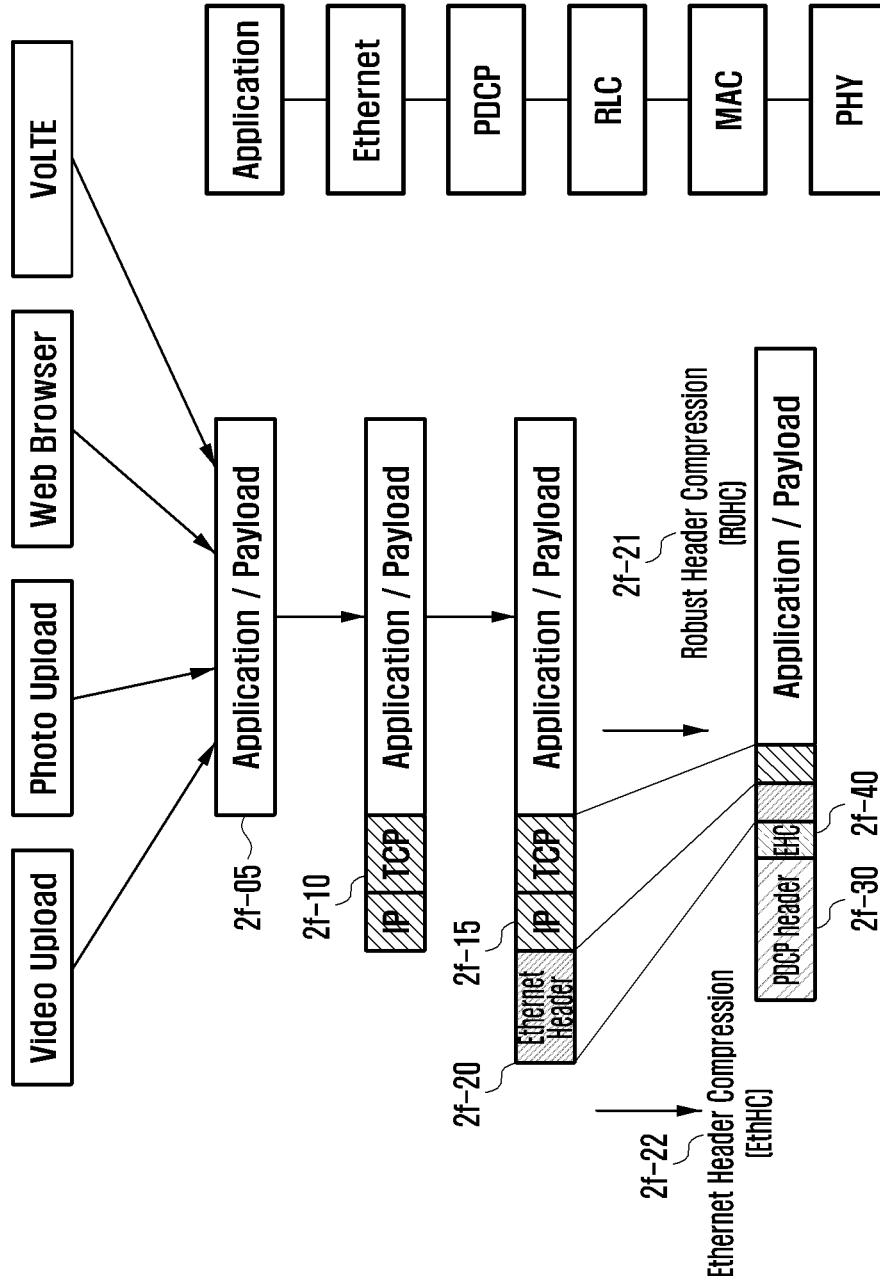 Video Upload
Photo Upload
Web Browser
VoLTE
Application / Payload
2f-05
IP
TCP
Application / Payload
2f-10
Ethernet
Header
IP
TCP
Application / Payload
2f-20
2f-15
2f-22
Ethernet Header Compression
(EthHC)
2f-21
Robust Header Compression
(ROHC)
PDCP header
EHC
Application / Payload
2f-30
2f-40
Application
Ethernet
PDCP
RLC
MAC
PHY